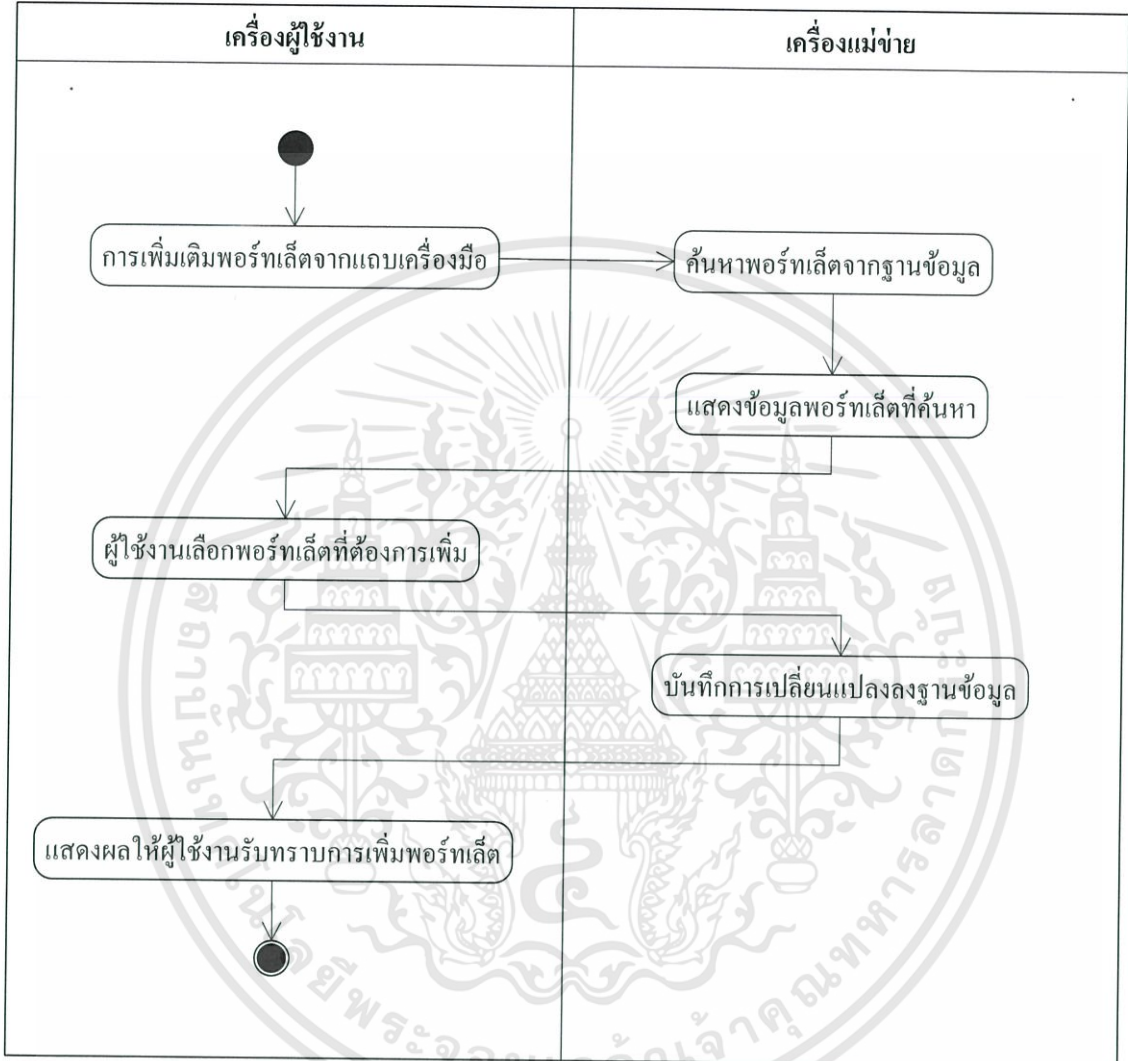 เครื่องผู้ใช้งาน
เครื่องแม่ข่าย
การเพิ่มเติมพอร์ทเล็ตจากแถบเครื่องมือ
ค้นหาพอร์ทเล็ตจากฐานข้อมูล
แสดงข้อมูลพอร์ทเล็ตที่ค้นหา
ผู้ใช้งานเลือกพอร์ทเล็ตที่ต้องการเพิ่ม
บันทึกการเปลี่ยนแปลงลงฐานข้อมูล
แสดงผลให้ผู้ใช้งานรับทราบการเพิ่มพอร์ทเล็ต